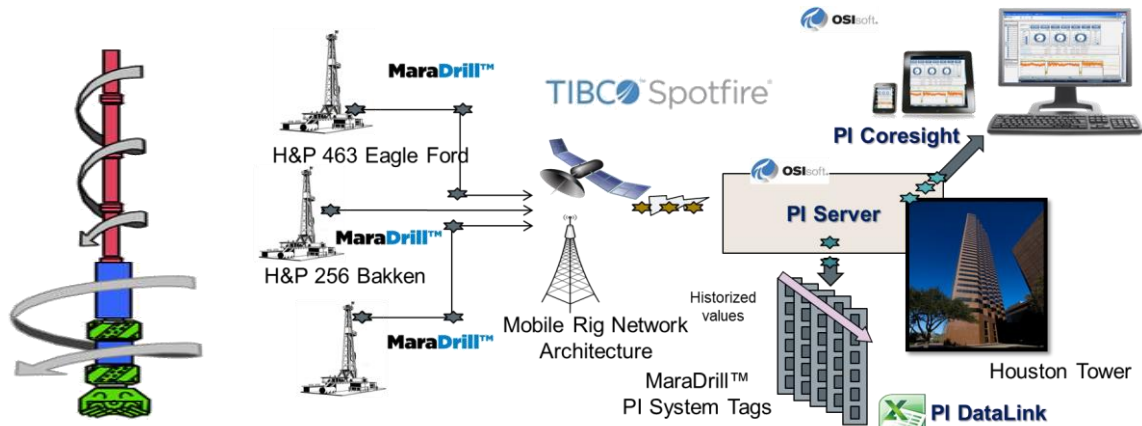 OSIsoft.
MaraDrill™
TIBCO™ Spotfire®
PI Coresight
H&P 463 Eagle Ford
OSIsoft.
PI Server
MaraDrill™
H&P 256 Bakken
Historized
values
MaraDrill™
Mobile Rig Network
Architecture
MaraDrill™
PI System Tags
Houston Tower
PI DataLink